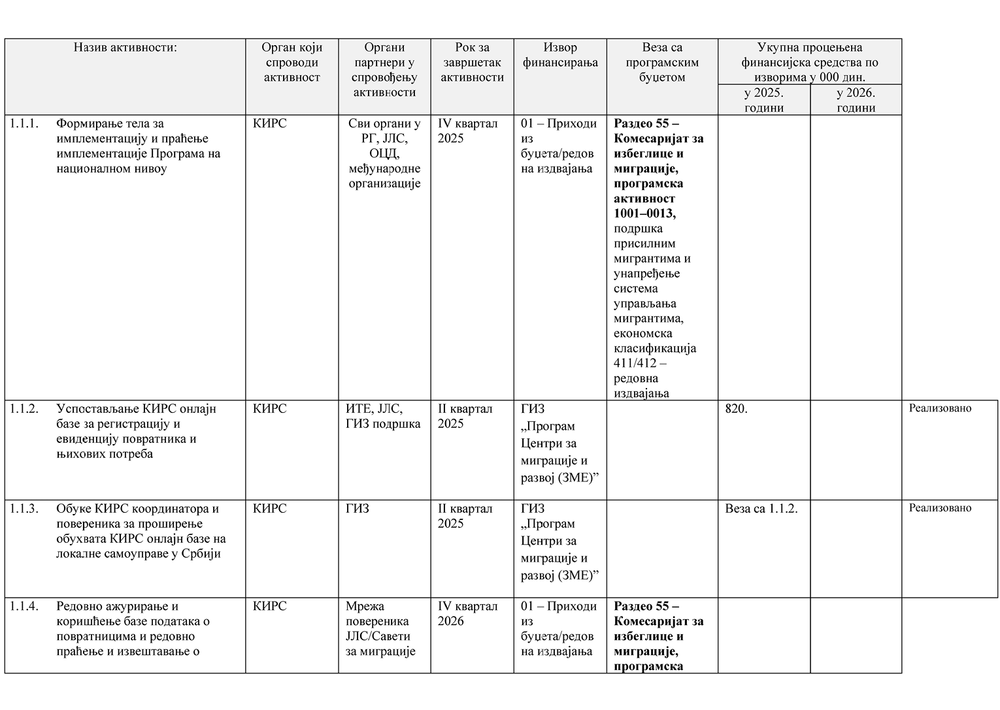 Назив активности:
Орган који
спроводи
активност
Органи
партнери у
спровођењу
активности
Рок за
завршетак
активности
Извор
финансирања
Веза са
програмским
буџетом
Укупна процењена
финансијска средства по
изворима у 000 дин.
у 2025.
години
у 2026.
години
1.1.1. Формирање тела за
имплементацију и праћење
имплементације Програма на
националном нивоу
КИРС
Сви органи у
РГ, ЈЛС,
ОЦД,
међународне
организације
IV квартал
2025
01 – Приходи
из
буџета/редов
на издвајања
Раздео 55 –
Комесаријат за
избеглице и
миграције,
програмска
активност
1001–0013,
подршка
присилним
мигрантима и
унапређење
система
управљања
мигрантима,
економска
класификација
411/412 –
редовна
издвајања
1.1.2. Успостављање КИРС онлајн
базе за регистрацију и
евиденцију повратника и
њихових потреба
КИРС
ИТЕ, ЈЛС,
ГИЗ подршка
II квартал
2025
ГИЗ
„Програм
Центри за
миграције и
развој (ЗМЕ)”
820.
Реализовано
1.1.3. Обуке КИРС координатора и
повереника за проширење
обухвата КИРС онлајн базе на
локалне самоуправе у Србији
КИРС
ГИЗ
II квартал
2025
ГИЗ
„Програм
Центри за
миграције и
развој (ЗМЕ)”
Веза са 1.1.2.
Реализовано
1.1.4. Редовно ажурирање и
коришћење базе података о
повратницима и редовно
праћење и извештавање о
КИРС
Мрежа
повереника
ЈЛС/Савети
за миграције
IV квартал
2026
01 – Приходи
из
буџета/редов
на издвајања
Раздео 55 –
Комесаријат за
избеглице и
миграције,
програмска